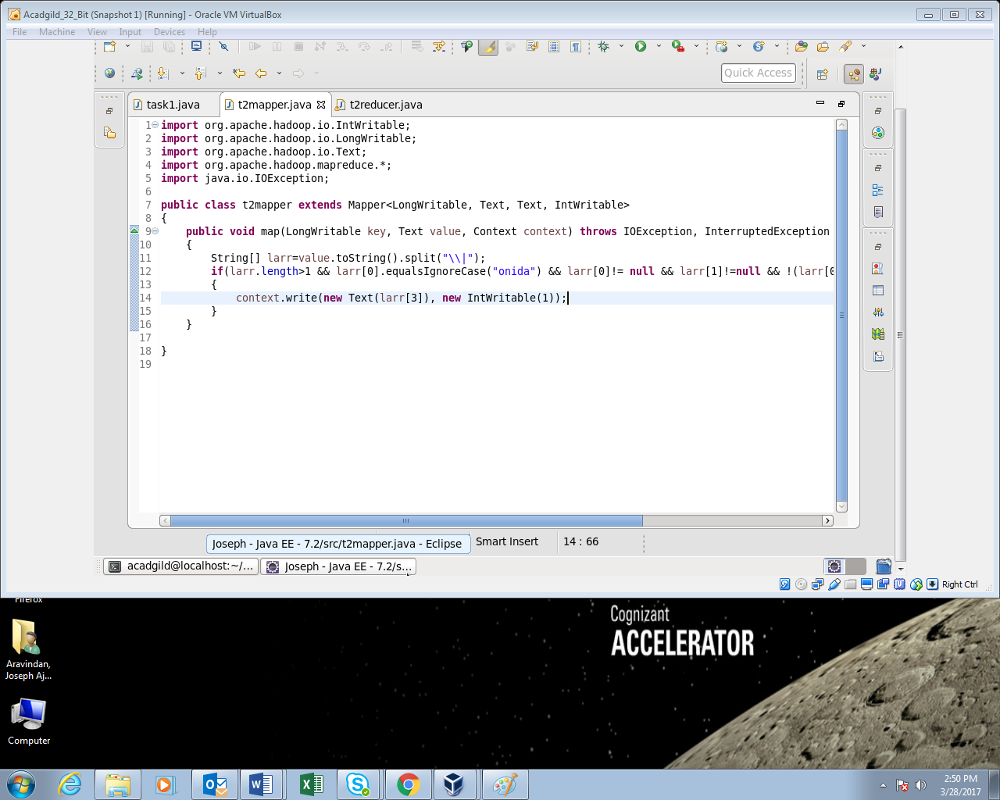 Acadgild_32_Bit (Snapshot 1) [Running] - Oracle VM VirtualBox
File Machine View Input Devices Help
Quick Access
task1.java t2mapper.java t2reducer.java
1 import org.apache.hadoop.io.IntWritable;
2 import org.apache.hadoop.io.LongWritable;
3 import org.apache.hadoop.io.Text;
4 import org.apache.hadoop.mapreduce.*;
5 import java.io.IOException;
6
7 public class t2mapper extends Mapper<LongWritable, Text, Text, IntWritable>
8 {
9 public void map(LongWritable key, Text value, Context context) throws IOException, InterruptedException
10 {
11 String[] larr=value.toString().split("\\|");
12 if(larr.length>1 && larr[0].equalsIgnoreCase("onida") && larr[0]!= null && larr[1]!=null && !(larr[0
13 {
14 context.write(new Text(larr[3]), new IntWritable(1));
15 }
16 }
17
18 }
19
Joseph - Java EE - 7.2/src/t2mapper.java - Eclipse
Smart Insert 14 : 66
acadgild@localhost:~/... Joseph - Java EE - 7.2/s...
Right Ctrl
Firefox
Cognizant
ACCELERATOR
Aravindan,
Joseph Aj...
Computer
2:50 PM
3/28/2017